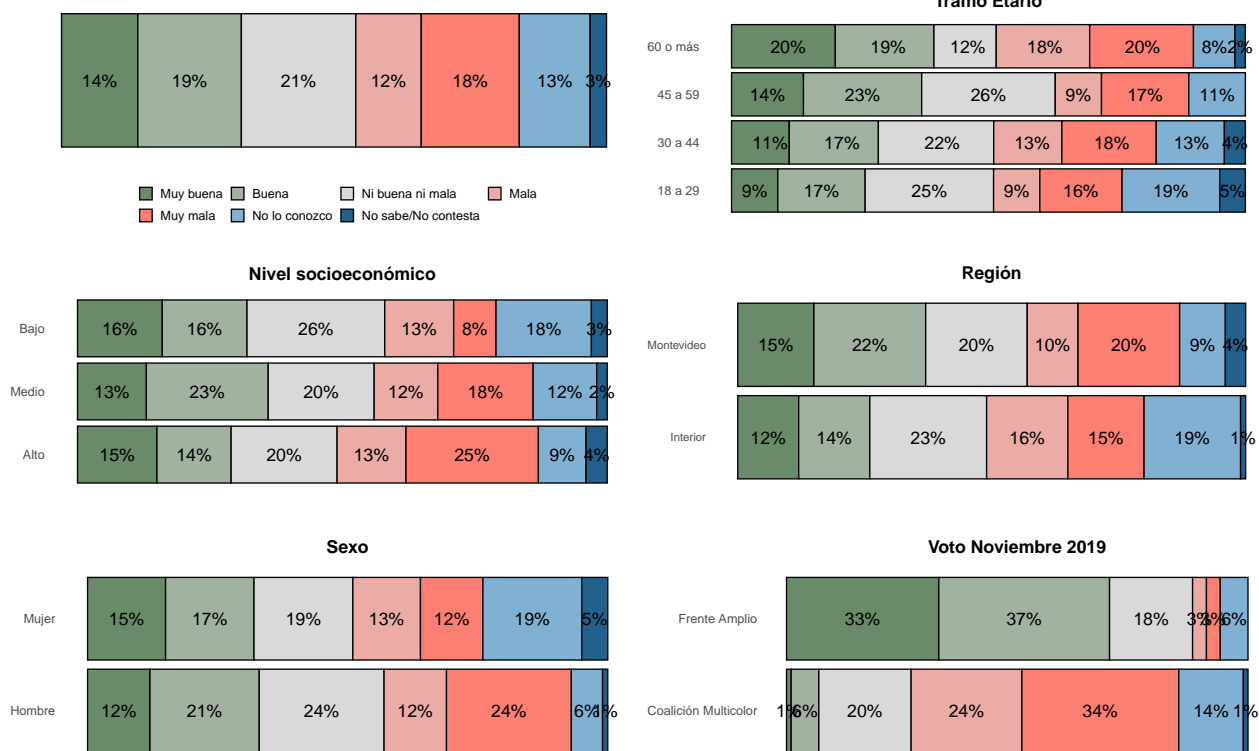 14% 19% 21% 12% 18% 13% 3%
Muy buena Buena Ni buena ni mala Mala
Muy mala No lo conozco No sabe/No contesta
Tramo Etario
60 o más 20% 19% 12% 18% 20% 8% 2%
45 a 59 14% 23% 26% 9% 17% 11%
30 a 44 11% 17% 22% 13% 18% 13% 4%
18 a 29 9% 17% 25% 9% 16% 19% 5%
Nivel socioeconómico
Bajo 16% 16% 26% 13% 8% 18% 3%
Medio 13% 23% 20% 12% 18% 12% 2%
Alto 15% 14% 20% 13% 25% 9% 4%
Región
Montevideo 15% 22% 20% 10% 20% 9% 4%
Interior 12% 14% 23% 16% 15% 19% 1%
Sexo
Mujer 15% 17% 19% 13% 12% 19% 5%
Hombre 12% 21% 24% 12% 24% 6% 1%
Voto Noviembre 2019
Frente Amplio 33% 37% 18% 3% 3% 6%
Coalición Multicolor 1% 6% 20% 24% 34% 14% 1%